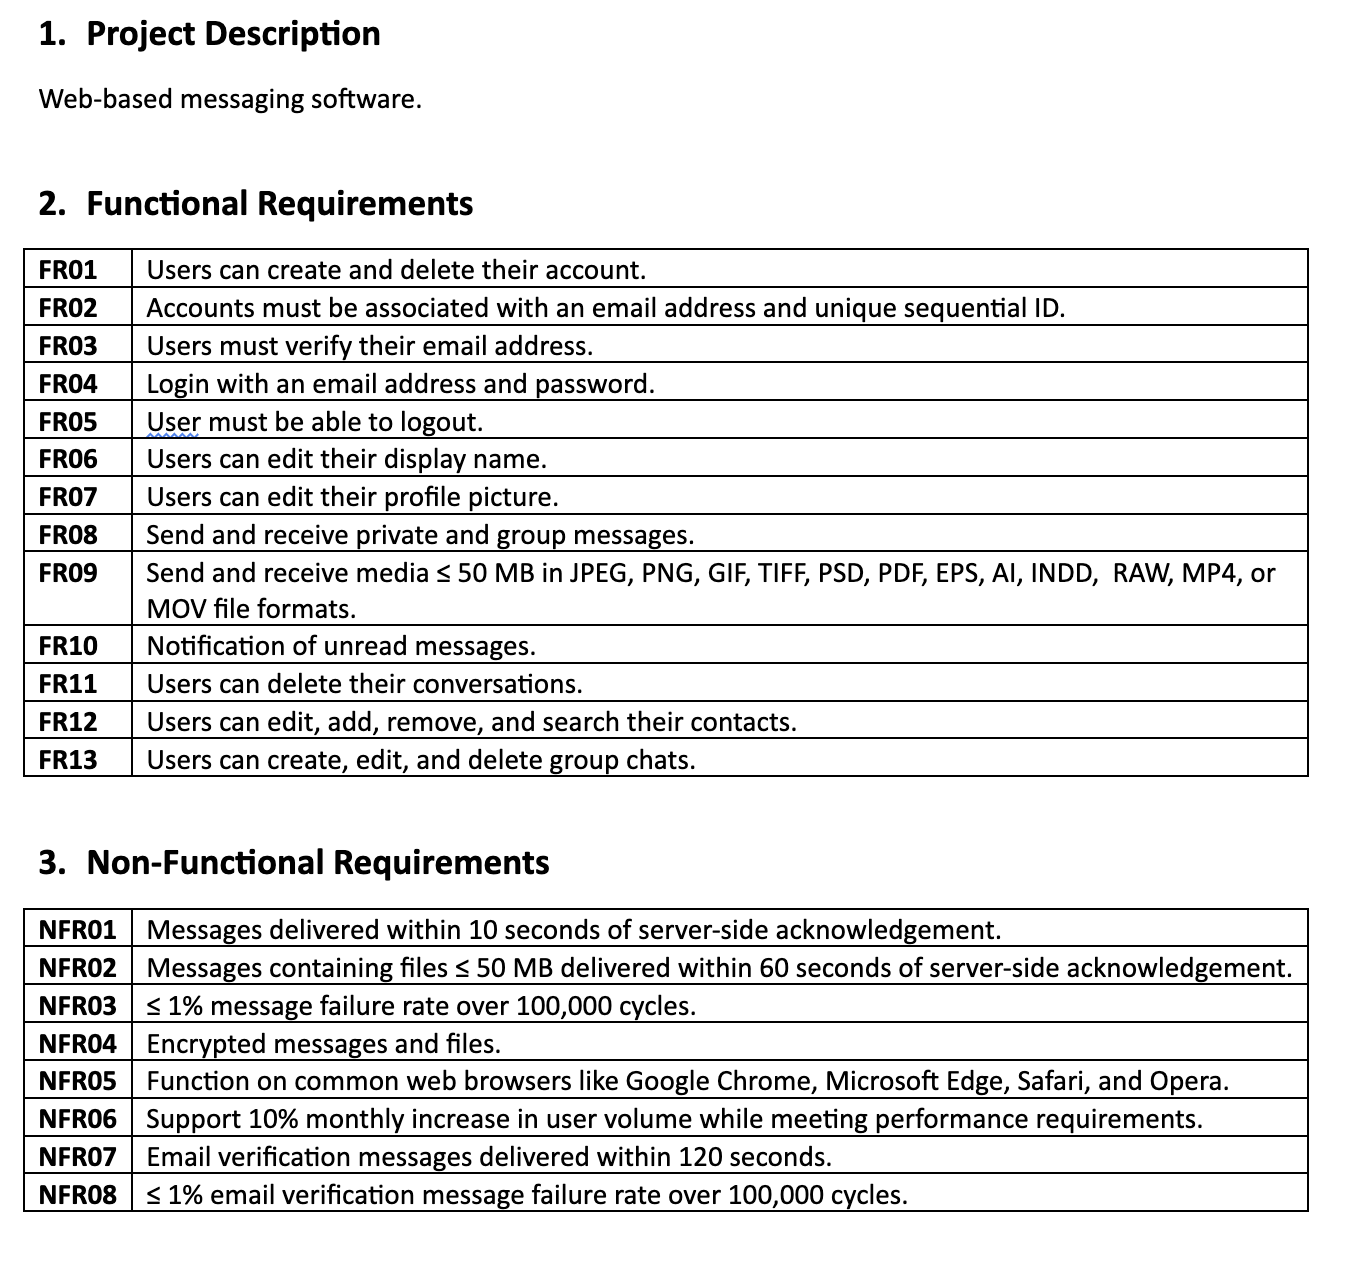 1. Project Description
Web-based messaging software.
2. Functional Requirements
FR01 Users can create and delete their account.
FR02 Accounts must be associated with an email address and unique sequential ID.
FR03 Users must verify their email address.
FR04 Login with an email address and password.
FR05 User must be able to logout.
FR06 Users can edit their display name.
FR07 Users can edit their profile picture.
FR08 Send and receive private and group messages.
FR09 Send and receive media ≤ 50 MB in JPEG, PNG, GIF, TIFF, PSD, PDF, EPS, AI, INDD,  RAW, MP4, or
MOV file formats.
FR10 Notification of unread messages.
FR11 Users can delete their conversations.
FR12 Users can edit, add, remove, and search their contacts.
FR13 Users can create, edit, and delete group chats.
3. Non-Functional Requirements
NFR01 Messages delivered within 10 seconds of server-side acknowledgement.
NFR02 Messages containing files ≤ 50 MB delivered within 60 seconds of server-side acknowledgement.
NFR03 ≤ 1% message failure rate over 100,000 cycles.
NFR04 Encrypted messages and files.
NFR05 Function on common web browsers like Google Chrome, Microsoft Edge, Safari, and Opera.
NFR06 Support 10% monthly increase in user volume while meeting performance requirements.
NFR07 Email verification messages delivered within 120 seconds.
NFR08 ≤ 1% email verification message failure rate over 100,000 cycles.